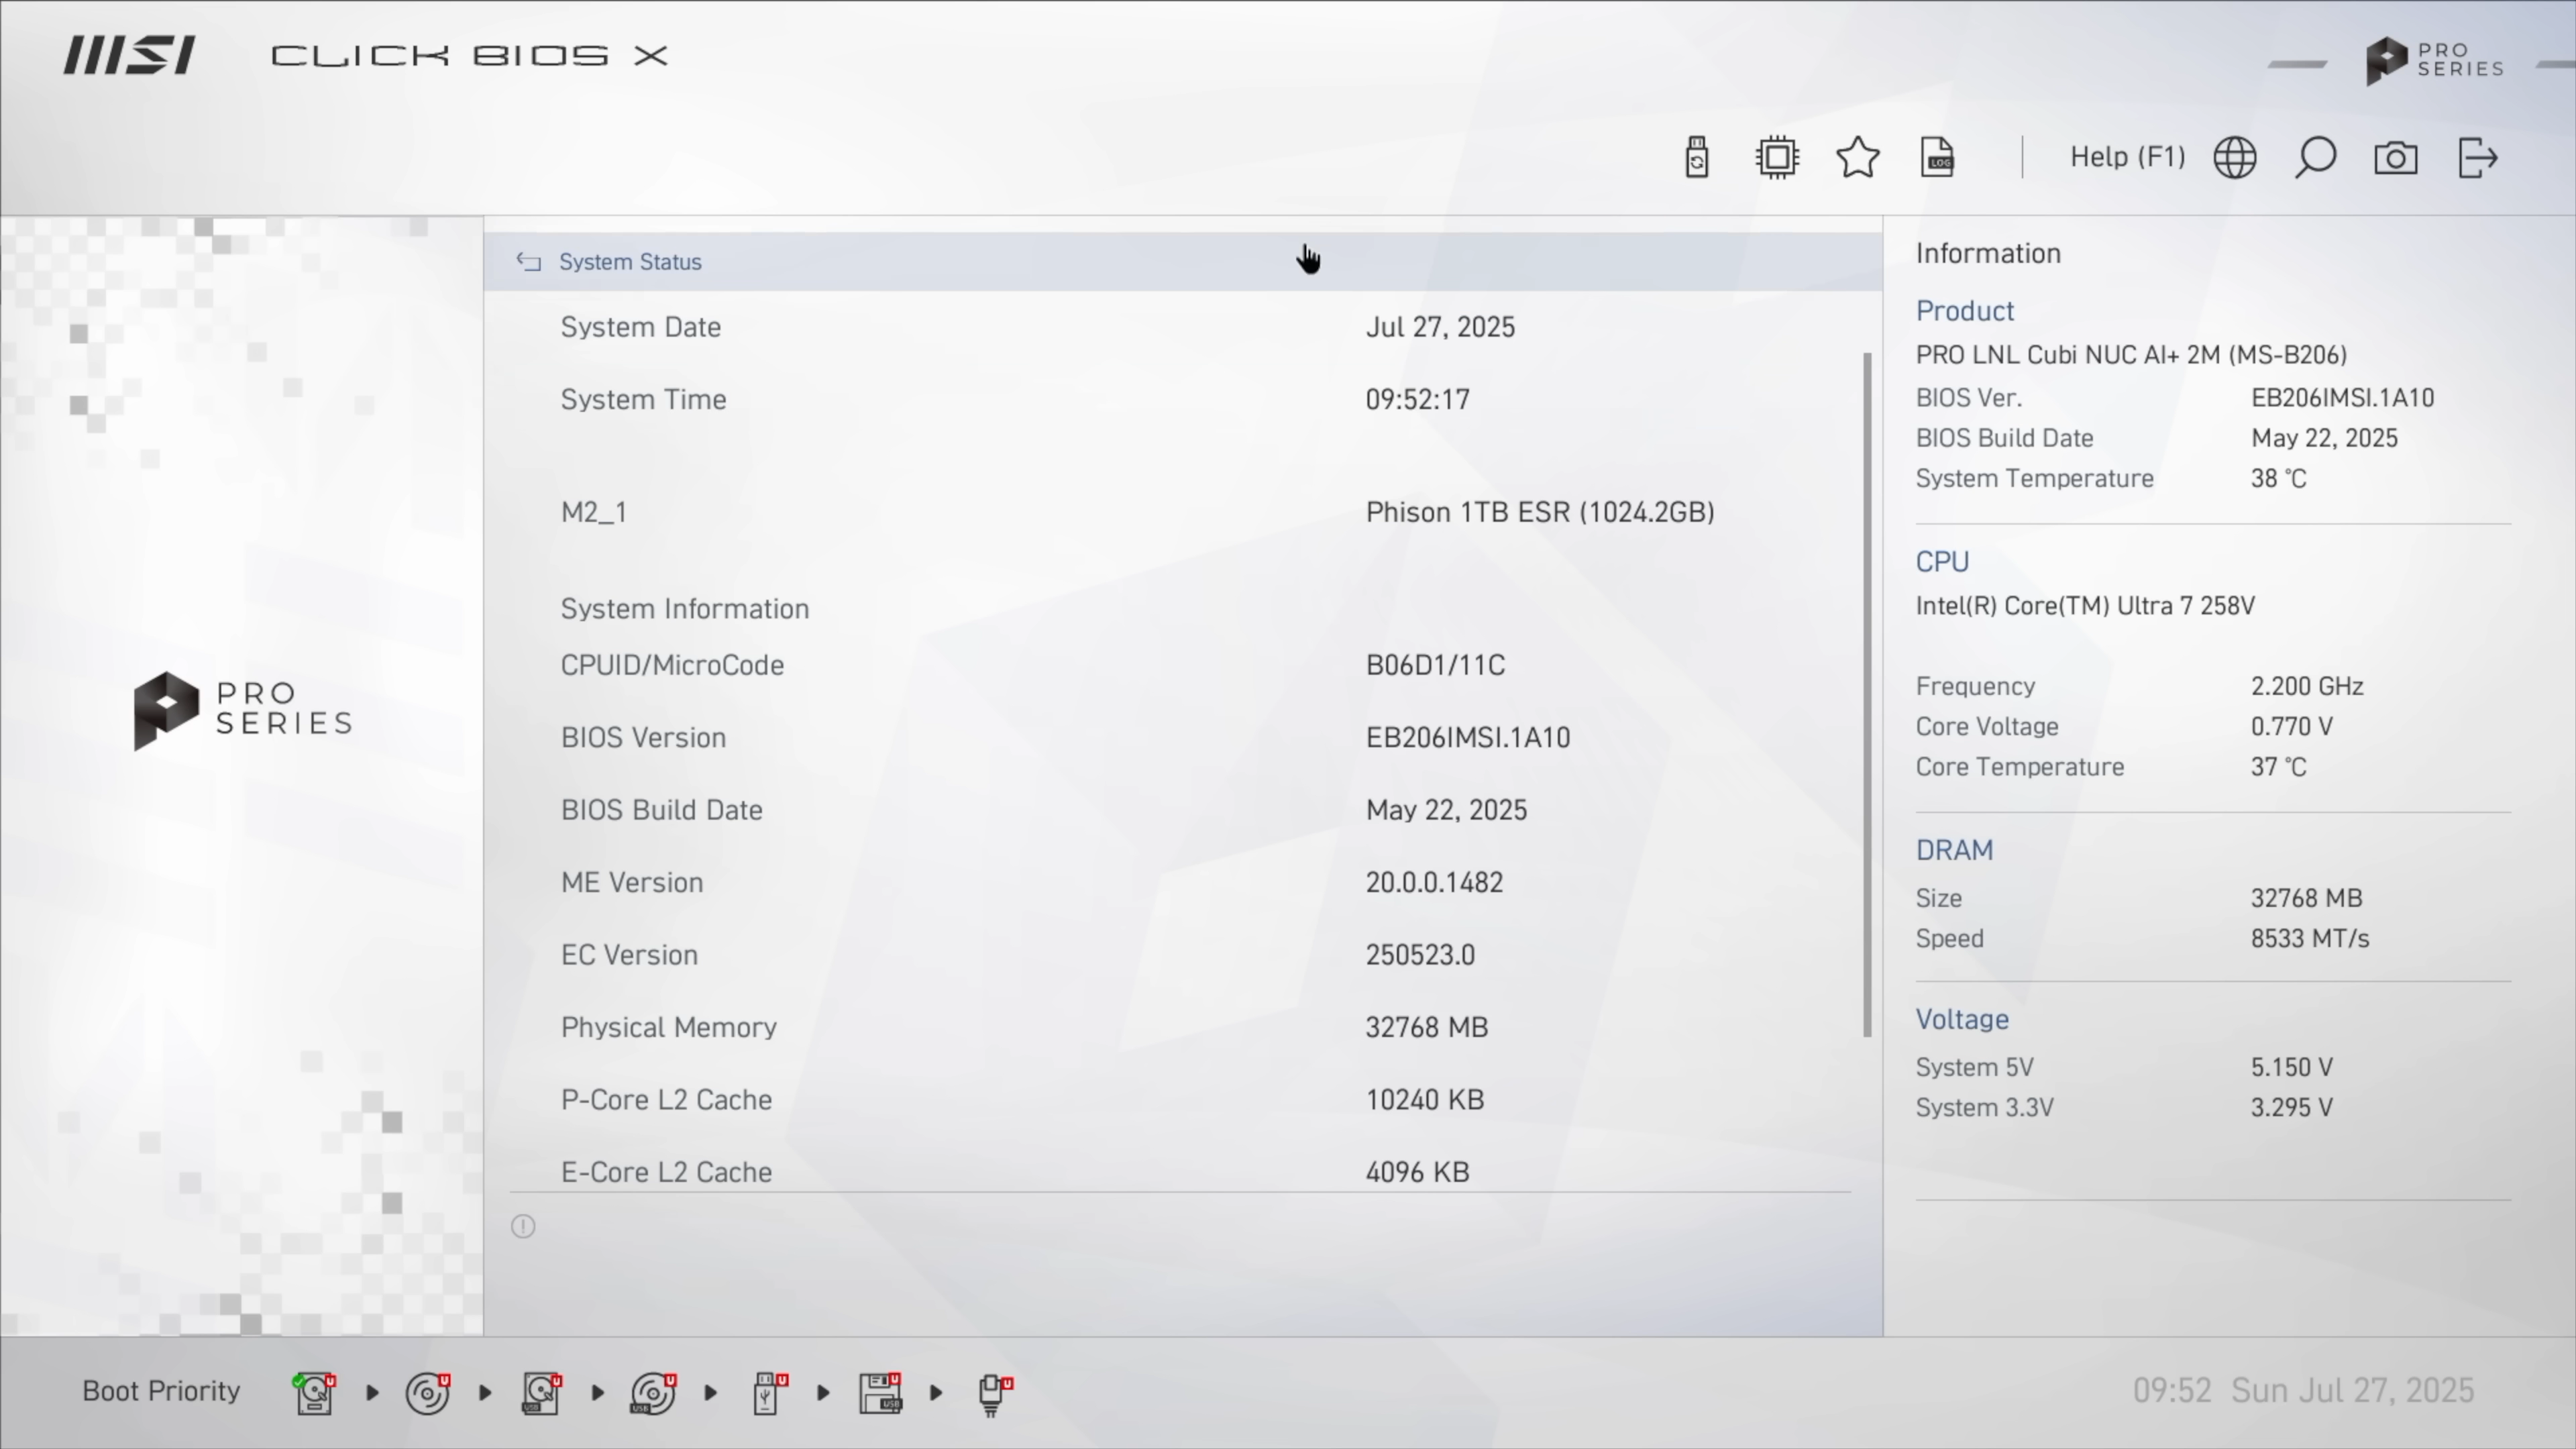 msi CLICK BIOS X
PRO SERIES
LOG
Help (F1)
System Status
System Date Jul 27, 2025
System Time 09:52:17
M2_1 Phison 1TB ESR (1024.2GB)
System Information
CPUID/MicroCode B06D1/11C
BIOS Version EB206IMSI.1A10
BIOS Build Date May 22, 2025
ME Version 20.0.0.1482
EC Version 250523.0
Physical Memory 32768 MB
P-Core L2 Cache 10240 KB
E-Core L2 Cache 4096 KB
PRO
SERIES
Information
Product
PRO LNL Cubi NUC AI+ 2M (MS-B206)
BIOS Ver. EB206IMSI.1A10
BIOS Build Date May 22, 2025
System Temperature 38 °C
CPU
Intel(R) Core(TM) Ultra 7 258V
Frequency 2.200 GHz
Core Voltage 0.770 V
Core Temperature 37 °C
DRAM
Size 32768 MB
Speed 8533 MT/s
Voltage
System 5V 5.150 V
System 3.3V 3.295 V
Boot Priority U U USB U USB U U USB U U
09:52 Sun Jul 27, 2025